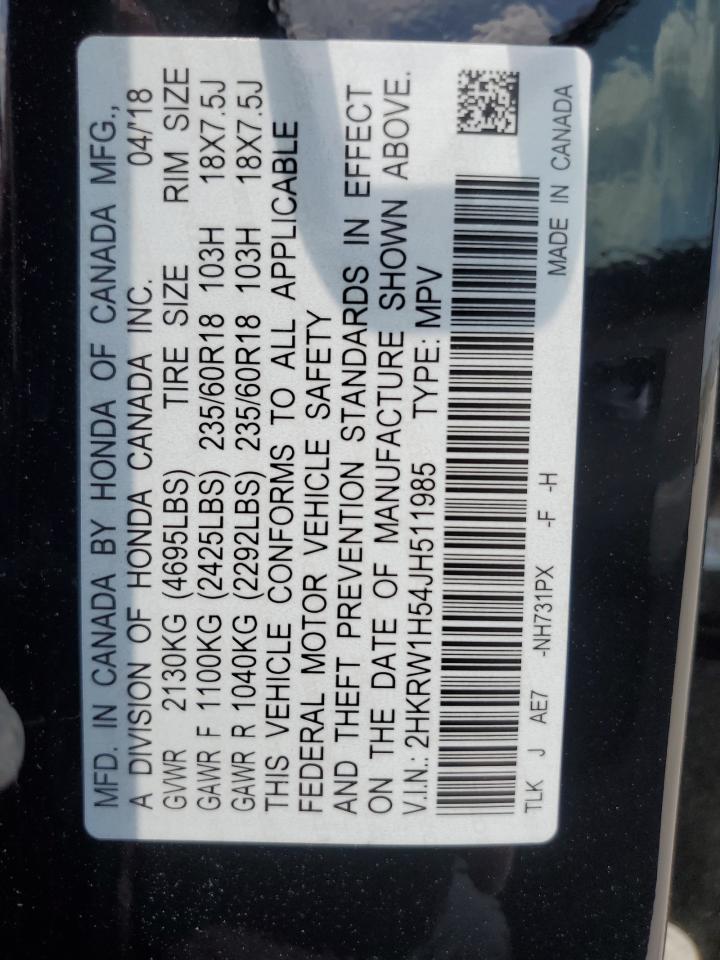 MFD. IN CANADA BY HONDA OF CANADA MFG.,
A DIVISION OF HONDA CANADA INC. 04/'18
GVWR 2130KG (4695LBS) TIRE SIZE RIM SIZE
GAWR F 1100KG (2425LBS) 235/60R18 103H 18X7.5J
GAWR R 1040KG (2292LBS) 235/60R18 103H 18X7.5J
THIS VEHICLE CONFORMS TO ALL APPLICABLE
FEDERAL MOTOR VEHICLE SAFETY
AND THEFT PREVENTION STANDARDS IN EFFECT
ON THE DATE OF MANUFACTURE SHOWN ABOVE.
V.I.N.: 2HKRW1H54JH511985 TYPE: MPV
TLK J AE7 -NH731PX -F -H
MADE IN CANADA